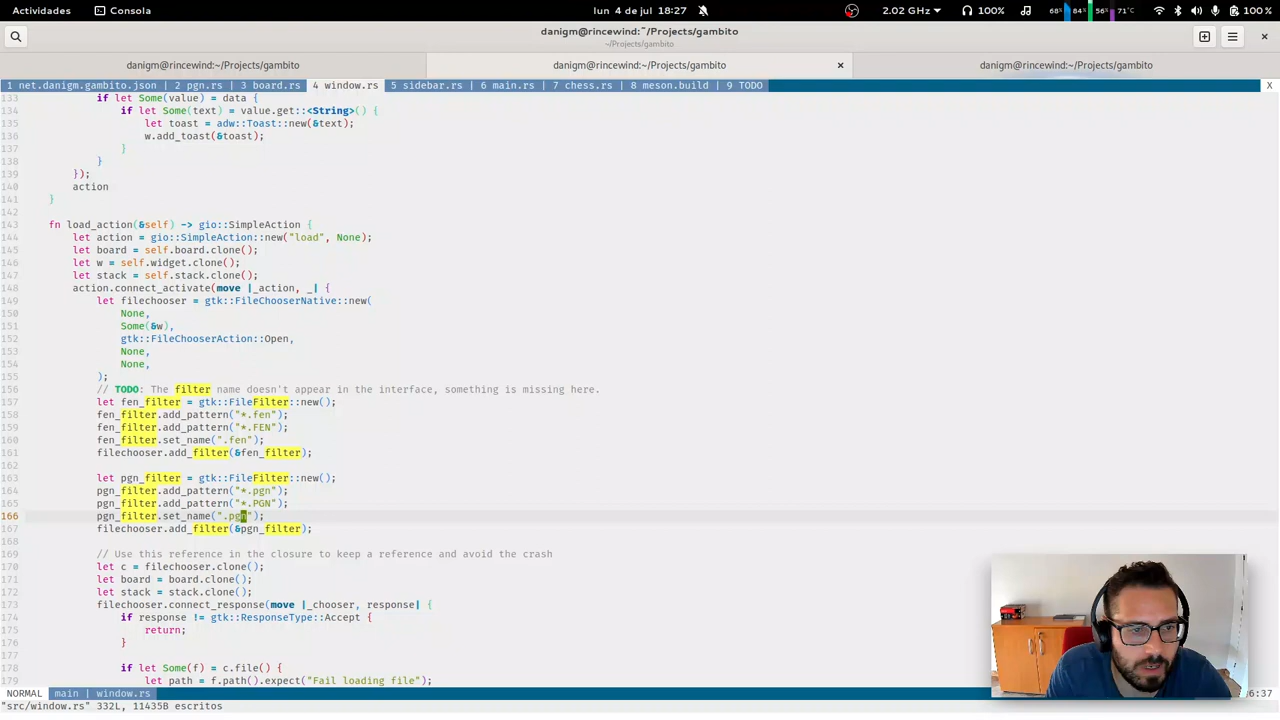 Actividades Consola lun 4 de jul 18:27 2.02 GHz 100% 68% 84% 56% 71°C 100 %
danigm@rincewind:~/Projects/gambito
~/Projects/gambito
danigm@rincewind:~/Projects/gambito danigm@rincewind:~/Projects/gambito × danigm@rincewind:~/Projects/gambito
1 net.danigm.gambito.json | 2 pgn.rs | 3 board.rs 4 window.rs 5 sidebar.rs | 6 main.rs | 7 chess.rs | 8 meson.build | 9 TODO X
133 if let Some(value) = data {
134 if let Some(text) = value.get::<String>() {
135 let toast = adw::Toast::new(&text);
136 w.add_toast(&toast);
137 }
138 }
139 });
140 action
141 }
142
143 fn load_action(&self) -> gio::SimpleAction {
144 let action = gio::SimpleAction::new("load", None);
145 let board = self.board.clone();
146 let w = self.widget.clone();
147 let stack = self.stack.clone();
148 action.connect_activate(move |_action, _| {
149 let filechooser = gtk::FileChooserNative::new(
150 None,
151 Some(&w),
152 gtk::FileChooserAction::Open,
153 None,
154 None,
155 );
156 // TODO: The filter name doesn't appear in the interface, something is missing here.
157 let fen_filter = gtk::FileFilter::new();
158 fen_filter.add_pattern("*.fen");
159 fen_filter.add_pattern("*.FEN");
160 fen_filter.set_name(".fen");
161 filechooser.add_filter(&fen_filter);
162
163 let pgn_filter = gtk::FileFilter::new();
164 pgn_filter.add_pattern("*.pgn");
165 pgn_filter.add_pattern("*.PGN");
166 pgn_filter.set_name(".pgn");
167 filechooser.add_filter(&pgn_filter);
168
169 // Use this reference in the closure to keep a reference and avoid the crash
170 let c = filechooser.clone();
171 let board = board.clone();
172 let stack = stack.clone();
173 filechooser.connect_response(move |_chooser, response| {
174 if response != gtk::ResponseType::Accept {
175 return;
176 }
177
178 if let Some(f) = c.file() {
179 let path = f.path().expect("Fail loading file");
NORMAL main | window.rs 6:37
"src/window.rs" 332L, 11435B escritos